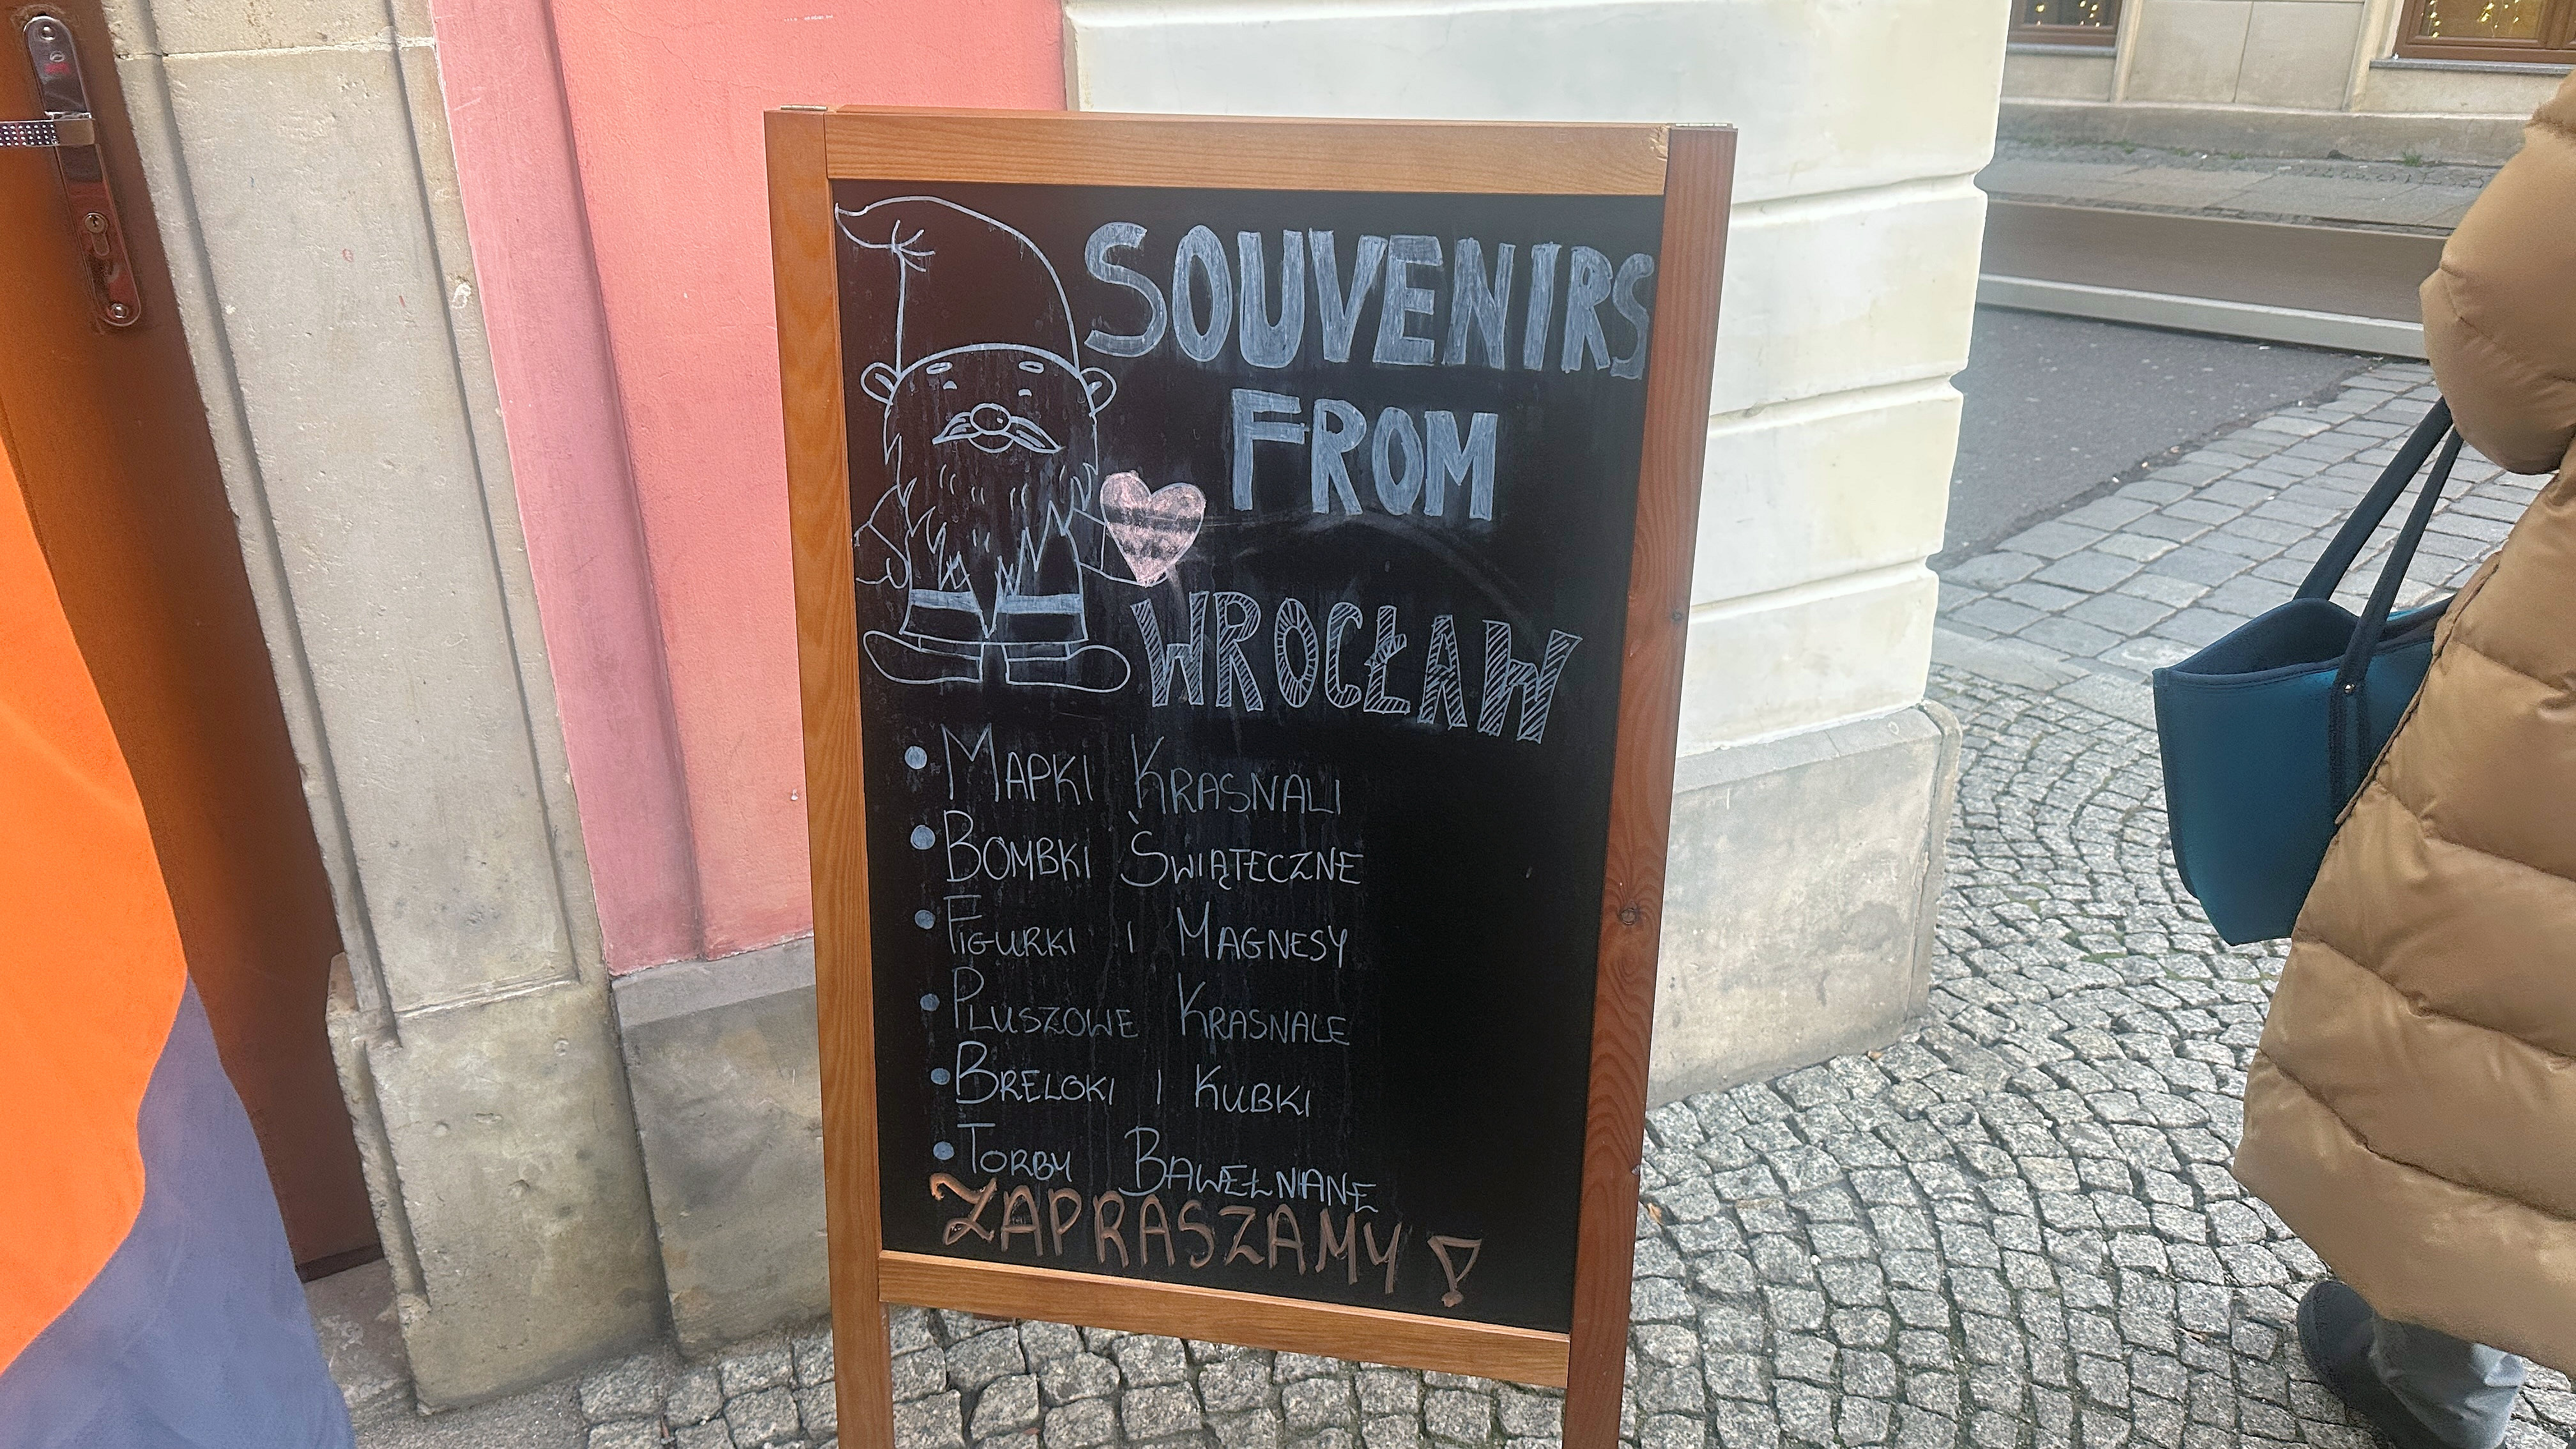 SOUVENIRS
FROM
WROCŁAW
• MAPKI KRASNALI
• BOMBKI ŚWIĄTECZNE
• FIGURKI I MAGNESY
• PLUSZOWE KRASNALE
• BRELOKI I KUBKI
• TORBY BAWEŁNIANE
ZAPRASZAMY!